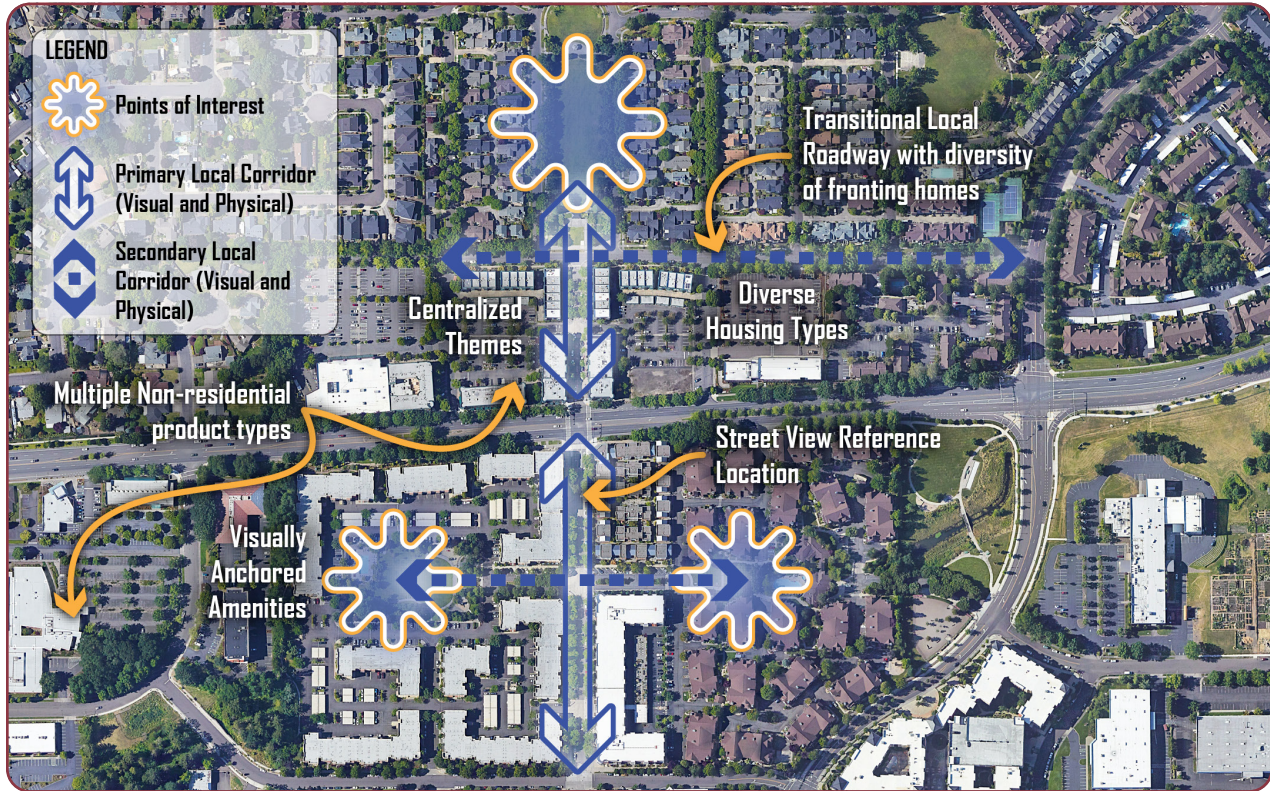 LEGEND
Points of Interest
Primary Local Corridor
(Visual and Physical)
Secondary Local
Corridor (Visual and
Physical)
Transitional Local
Roadway with diversity
of fronting homes
Centralized
Themes
Diverse
Housing Types
Multiple Non-residential
product types
Street View Reference
Location
Visually
Anchored
Amenities